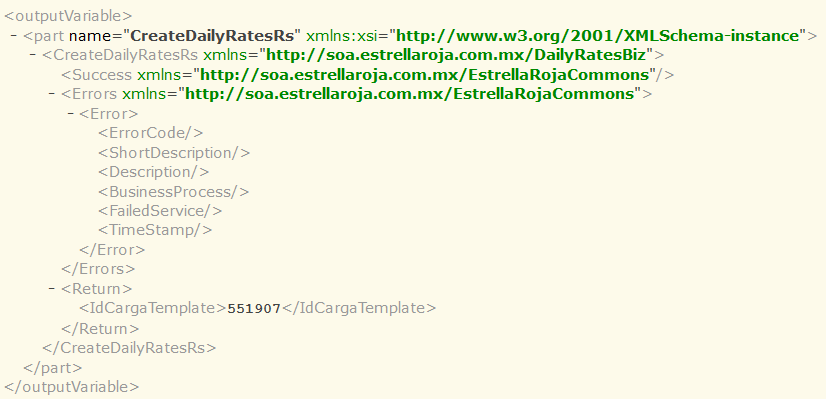 <outputVariable>
- <part name="CreateDailyRatesRs" xmlns:xsi="http://www.w3.org/2001/XMLSchema-instance">
- <CreateDailyRatesRs xmlns="http://soa.estrellaroja.com.mx/DailyRatesBiz">
<Success xmlns="http://soa.estrellaroja.com.mx/EstrellaRojaCommons"/>
- <Errors xmlns="http://soa.estrellaroja.com.mx/EstrellaRojaCommons">
- <Error>
<ErrorCode/>
<ShortDescription/>
<Description/>
<BusinessProcess/>
<FailedService/>
<TimeStamp/>
</Error>
</Errors>
- <Return>
<IdCargaTemplate>551907</IdCargaTemplate>
</Return>
</CreateDailyRatesRs>
</part>
</outputVariable>